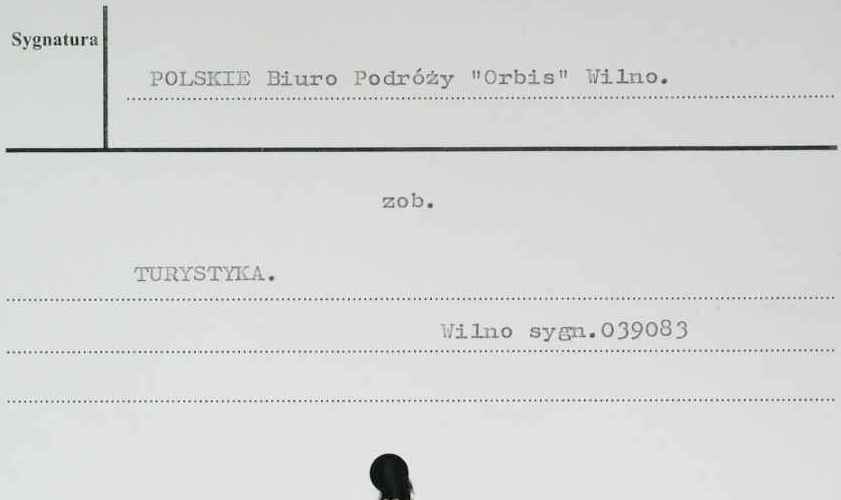 Sygnatura
POLSKIE Biuro Podróży "Orbis" Wilno.
zob.
TURYSTYKA.
Wilno sygn.039083